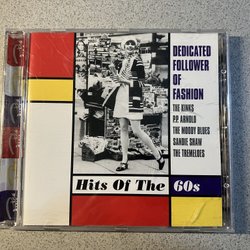 DEDICATED
FOLLOWER
OF
FASHION
THE KINKS
P.P. ARNOLD
THE MOODY BLUES
SANDIE SHAW
THE TREMELOES
Hits Of The 60s